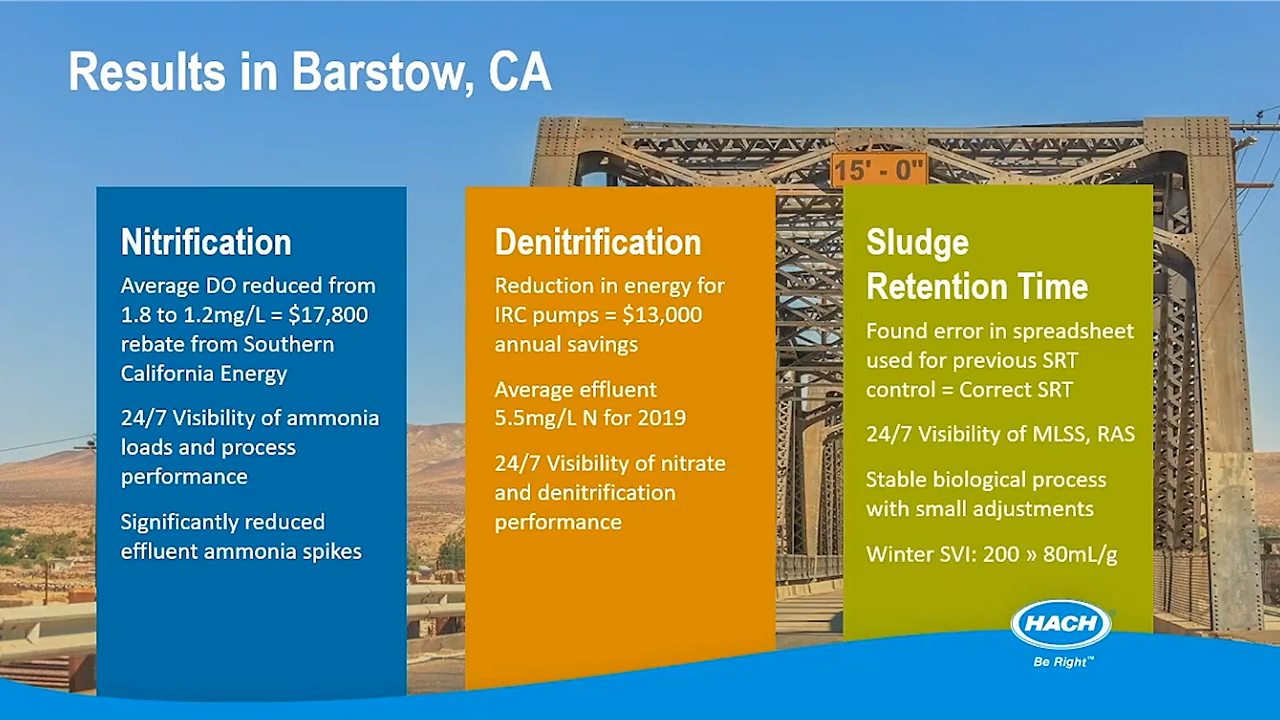 Results in Barstow, CA
15' - 0"
Nitrification
Average DO reduced from
1.8 to 1.2mg/L = $17,800
rebate from Southern
California Energy
24/7 Visibility of ammonia
loads and process
performance
Significantly reduced
effluent ammonia spikes
Denitrification
Reduction in energy for
IRC pumps = $13,000
annual savings
Average effluent
5.5mg/L N for 2019
24/7 Visibility of nitrate
and denitrification
performance
Sludge
Retention Time
Found error in spreadsheet
used for previous SRT
control = Correct SRT
24/7 Visibility of MLSS, RAS
Stable biological process
with small adjustments
Winter SVI: 200 » 80mL/g
HACH
Be Right™